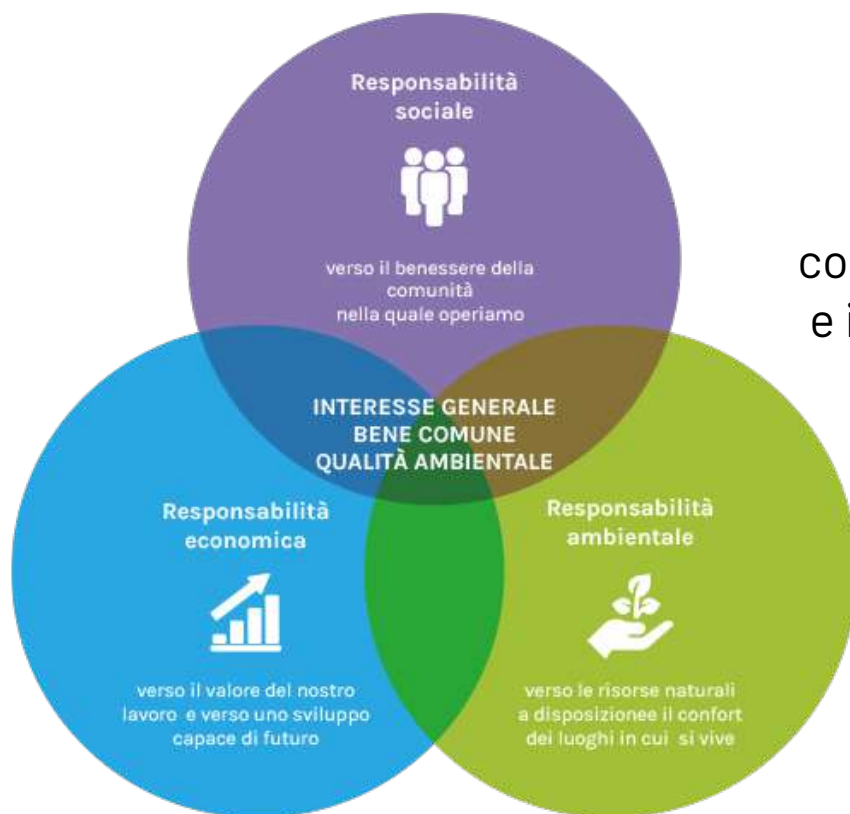 Responsabilità
sociale
verso il benessere della
comunità
nella quale operiamo
co
e i
INTERESSE GENERALE
BENE COMUNE
QUALITÀ AMBIENTALE
Responsabilità
economica
verso il valore del nostro
lavoro e verso uno sviluppo
capace di futuro
Responsabilità
ambientale
verso le risorse naturali
a disposizionee il confort
dei luoghi in cui si vive